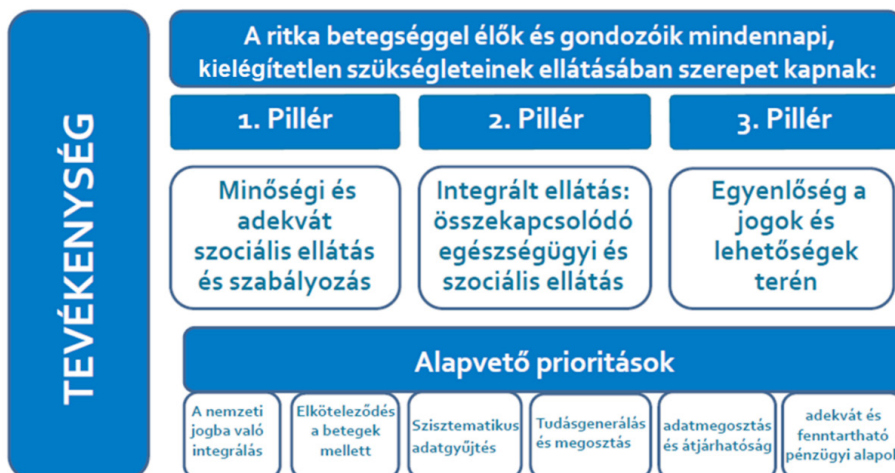 TEVÉKENYSÉG
A ritka betegséggel élők és gondozóik mindennapi,
kielégítetlen szükségleteinek ellátásában szerepet kapnak:
1. Pillér
Minőségi és
adekvát
szociális ellátás
és szabályozás
2. Pillér
Integrált ellátás:
összekapcsolódó
egészségügyi és
szociális ellátás
3. Pillér
Egyenlőség a
jogok és
lehetőségek
terén
Alapvető prioritások
A nemzeti
jogba való
integrálás
Elköteleződés
a betegek
mellett
Szisztematikus
adatgyűjtés
Tudásgenerálás
és megosztás
adatmegosztás
és átjárhatóság
adekvát és
fenntartható
pénzügyi